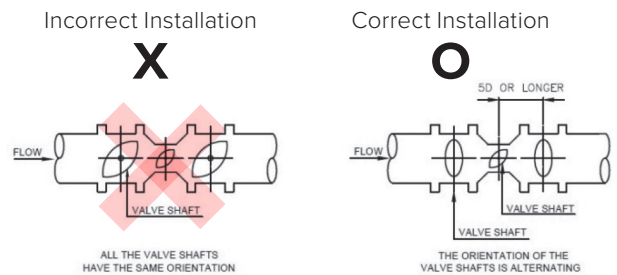 Incorrect Installation
X
FLOW
VALVE SHAFT
ALL THE VALVE SHAFTS
HAVE THE SAME ORIENTATION
Correct Installation
O
5D OR LONGER
FLOW
VALVE SHAFT
VALVE SHAFT
THE ORIENTATION OF THE
VALVE SHAFTS IS ALTERNATING